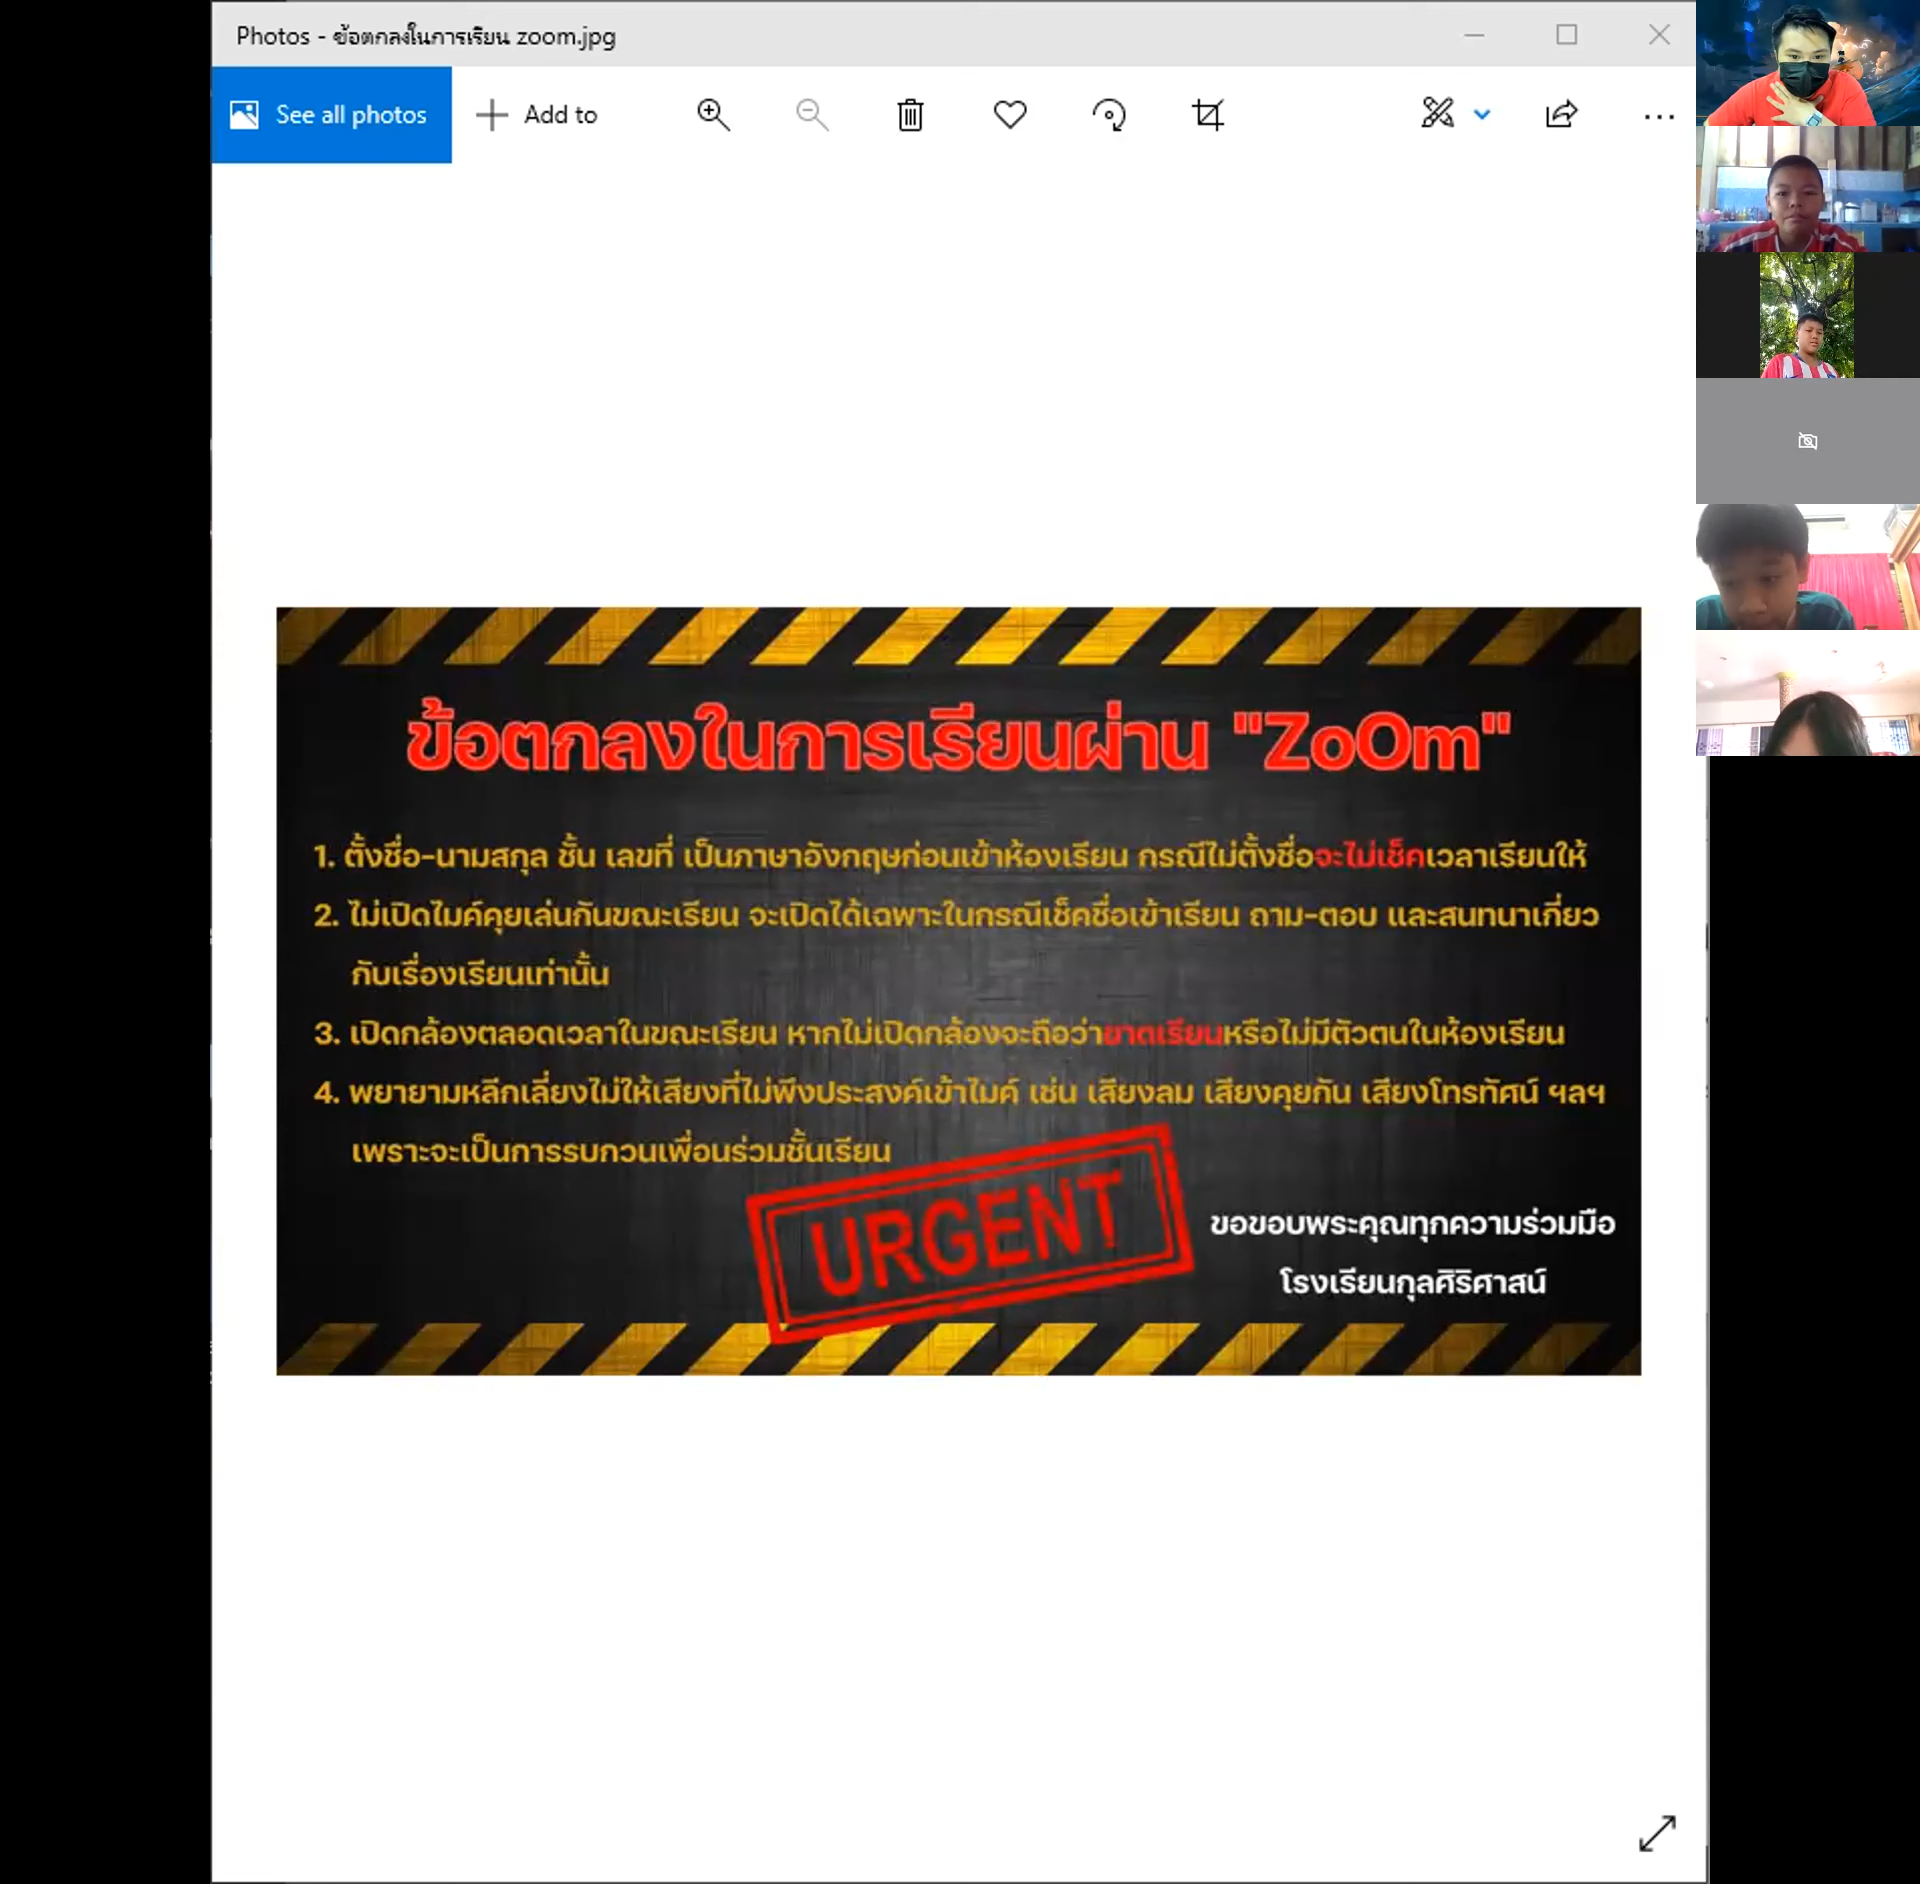 Photos - ข้อตกลงในการเรียน zoom.jpg
See all photos
Add to
ข้อตกลงในการเรียนผ่าน "ZoOm"
1. ตั้งชื่อ-นามสกุล ชั้น เลขที่ เป็นภาษาอังกฤษก่อนเข้าห้องเรียน กรณีไม่ตั้งชื่อจะไม่เช็คเวลาเรียนให้
2. ไม่เปิดไมค์คุยเล่นกันขณะเรียน จะเปิดได้เฉพาะในกรณีเช็คชื่อเข้าเรียน ถาม-ตอบ และสนทนาเกี่ยว
กับเรื่องเรียนเท่านั้น
3. เปิดกล้องตลอดเวลาในขณะเรียน หากไม่เปิดกล้องจะถือว่าขาดเรียนหรือไม่มีตัวตนในห้องเรียน
4. พยายามหลีกเลี่ยงไม่ให้เสียงที่ไม่พึงประสงค์เข้าไมค์ เช่น เสียงลม เสียงคุยกัน เสียงโทรทัศน์ ฯลฯ
เพราะจะเป็นการรบกวนเพื่อนร่วมชั้นเรียน
URGENT
ขอขอบพระคุณทุกความร่วมมือ
โรงเรียนกุลศิริศาสน์